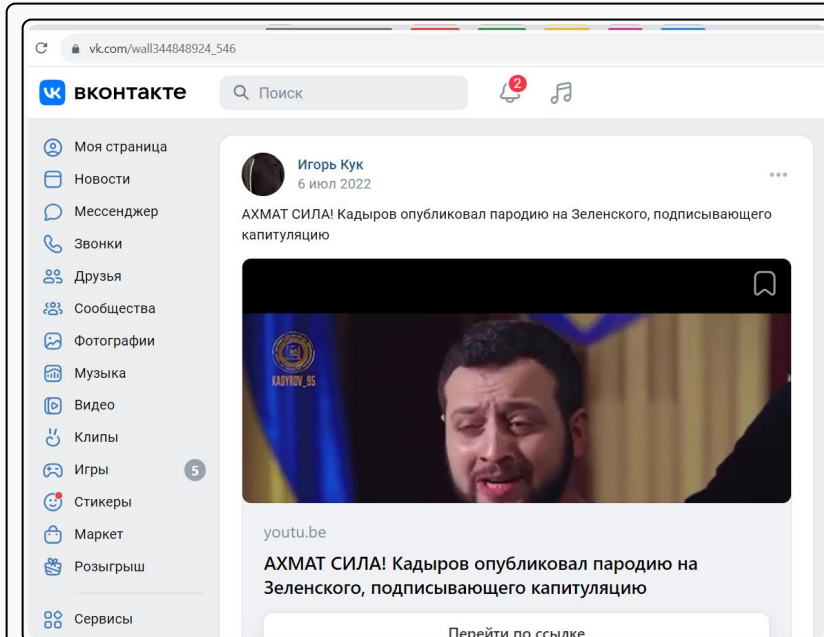 vk.com/wall344848924_546
вконтакте
Поиск
2
Моя страница
Новости
Мессенджер
Звонки
Друзья
Сообщества
Фотографии
Музыка
Видео
Клипы
Игры
5
Стикеры
Маркет
Розыгрыш
Сервисы
Игорь Кук
6 июл 2022
АХМАТ СИЛА! Кадыров опубликовал пародию на Зеленского, подписывающего
капитуляцию
KADYROV_95
youtu.be
АХМАТ СИЛА! Кадыров опубликовал пародию на
Зеленского, подписывающего капитуляцию
Перейти по ссылке